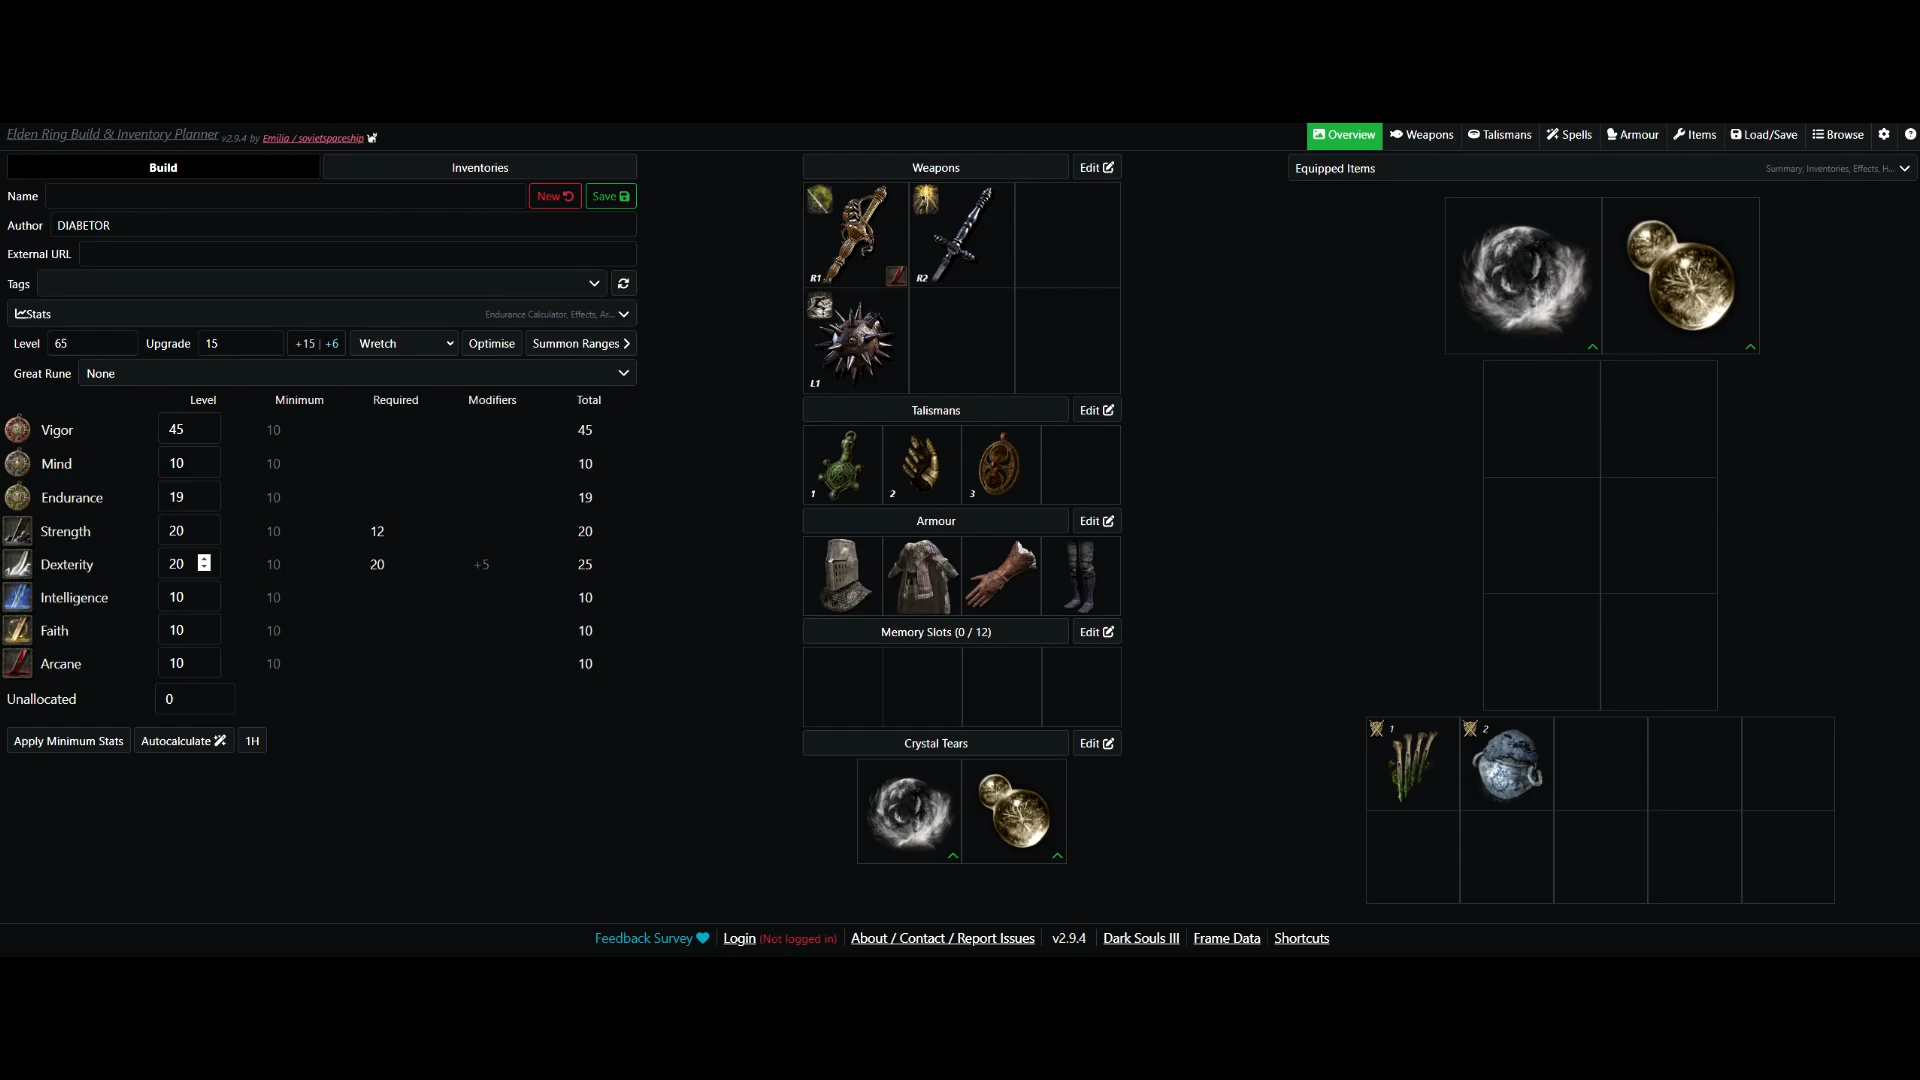 Elden Ring Build & Inventory Planner v2.9.4 by Emilia / sovietspaceship
Overview Weapons Talismans Spells Armour Items Load/Save Browse
Build Inventories
Name New Save
Author DIABETOR
External URL
Tags
Stats Endurance Calculator, Effects, Ar...
Level 65 Upgrade 15 +15 | +6 Wretch Optimise Summon Ranges
Great Rune None
Level Minimum Required Modifiers Total
Vigor 45 10 45
Mind 10 10 10
Endurance 19 10 19
Strength 20 10 12 20
Dexterity 20 10 20 +5 25
Intelligence 10 10 10
Faith 10 10 10
Arcane 10 10 10
Unallocated 0
Apply Minimum Stats Autocalculate 1H
Weapons Edit
R1 R2
L1
Talismans Edit
1 2 3
Armour Edit
Memory Slots (0 / 12) Edit
Crystal Tears Edit
Equipped Items Summary, Inventories, Effects, H...
1 2
Feedback Survey Login (Not logged in) About / Contact / Report Issues v2.9.4 Dark Souls III Frame Data Shortcuts